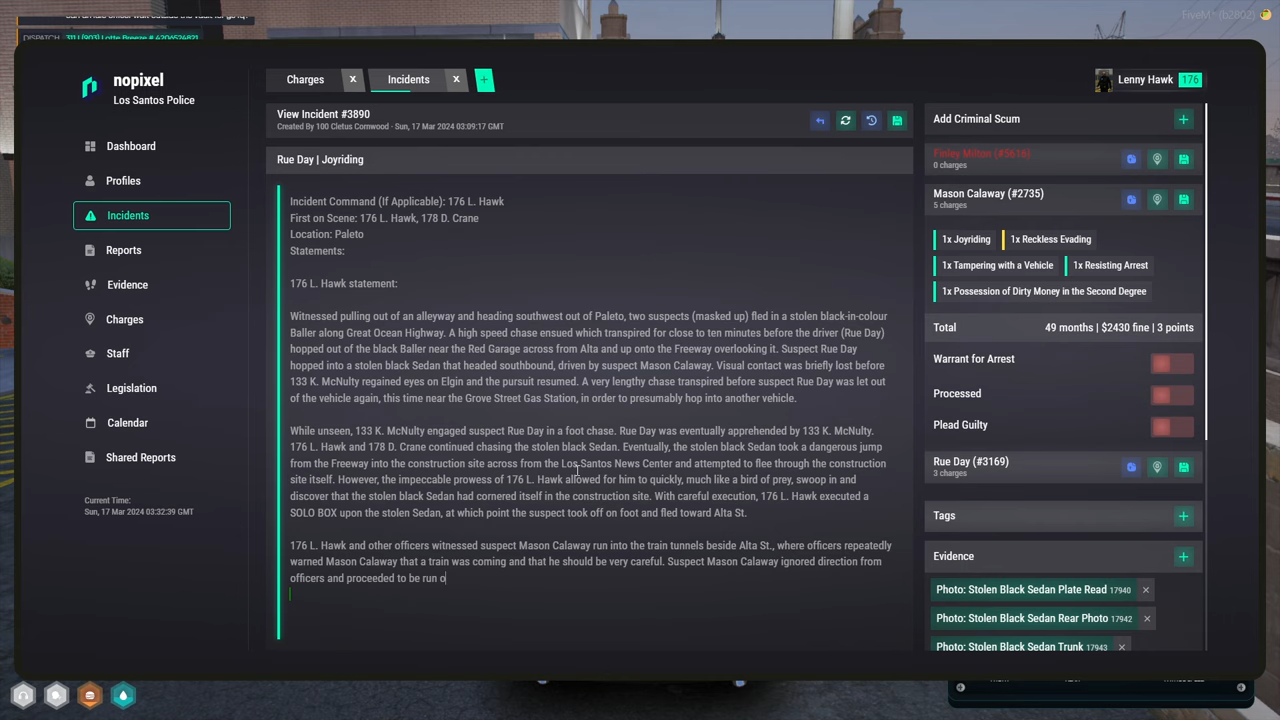 FiveM® (b2802)
DISPATCH 311 L (903) Lotte Breeze # 4206524821
nopixel
Los Santos Police
Dashboard
Profiles
Incidents
Reports
Evidence
Charges
Staff
Legislation
Calendar
Shared Reports
Current Time:
Sun, 17 Mar 2024 03:32:39 GMT
Charges x Incidents x +
Lenny Hawk 176
View Incident #3890
Created By 100 Cletus Cornwood · Sun, 17 Mar 2024 03:09:17 GMT
Rue Day | Joyriding
Incident Command (If Applicable): 176 L. Hawk
First on Scene: 176 L. Hawk, 178 D. Crane
Location: Paleto
Statements:
176 L. Hawk statement:
Witnessed pulling out of an alleyway and heading southwest out of Paleto, two suspects (masked up) fled in a stolen black-in-colour
Baller along Great Ocean Highway. A high speed chase ensued which transpired for close to ten minutes before the driver (Rue Day)
hopped out of the black Baller near the Red Garage across from Alta and up onto the Freeway overlooking it. Suspect Rue Day
hopped into a stolen black Sedan that headed southbound, driven by suspect Mason Calaway. Visual contact was briefly lost before
133 K. McNulty regained eyes on Elgin and the pursuit resumed. A very lengthy chase transpired before suspect Rue Day was let out
of the vehicle again, this time near the Grove Street Gas Station, in order to presumably hop into another vehicle.
While unseen, 133 K. McNulty engaged suspect Rue Day in a foot chase. Rue Day was eventually apprehended by 133 K. McNulty.
176 L. Hawk and 178 D. Crane continued chasing the stolen black Sedan. Eventually, the stolen black Sedan took a dangerous jump
from the Freeway into the construction site across from the Los Santos News Center and attempted to flee through the construction
site itself. However, the impeccable prowess of 176 L. Hawk allowed for him to quickly, much like a bird of prey, swoop in and
discover that the stolen black Sedan had cornered itself in the construction site. With careful execution, 176 L. Hawk executed a
SOLO BOX upon the stolen Sedan, at which point the suspect took off on foot and fled toward Alta St.
176 L. Hawk and other officers witnessed suspect Mason Calaway run into the train tunnels beside Alta St., where officers repeatedly
warned Mason Calaway that a train was coming and that he should be very careful. Suspect Mason Calaway ignored direction from
officers and proceeded to be run o
Add Criminal Scum +
Finley Milton (#5616)
0 charges
Mason Calaway (#2735)
5 charges
1x Joyriding 1x Reckless Evading
1x Tampering with a Vehicle 1x Resisting Arrest
1x Possession of Dirty Money in the Second Degree
Total 49 months | $2430 fine | 3 points
Warrant for Arrest
Processed
Plead Guilty
Rue Day (#3169)
3 charges
Tags +
Evidence +
Photo: Stolen Black Sedan Plate Read 17940 x
Photo: Stolen Black Sedan Rear Photo 17942 x
Photo: Stolen Black Sedan Trunk 17943 x